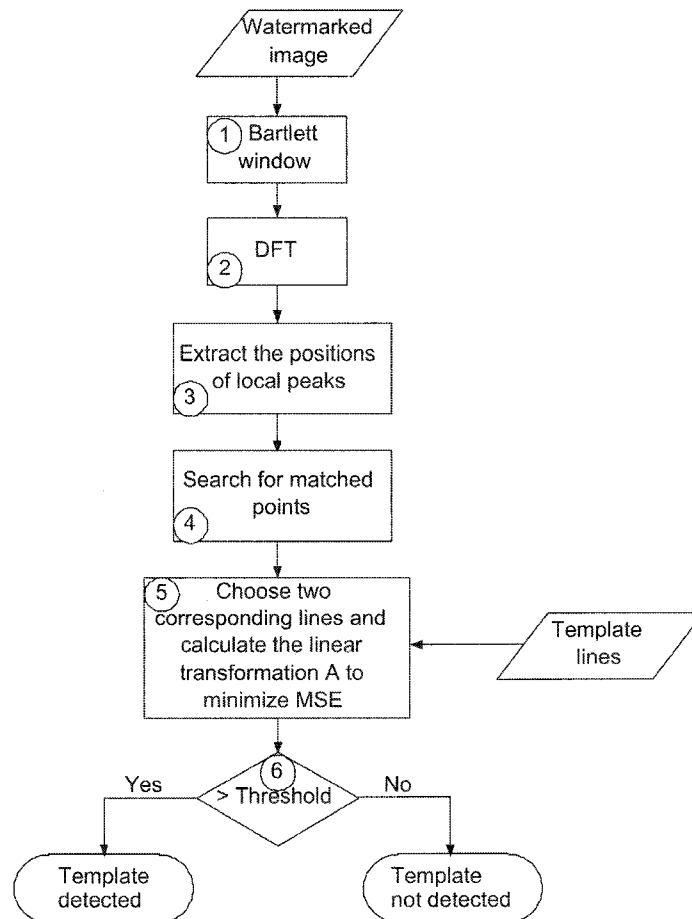 Watermarked
image
1
Bartlett
window
DFT
2
Extract the positions
of local peaks
3
Search for matched
points
4
5
Choose two
corresponding lines and
calculate the linear
transformation A to
minimize MSE
Template
lines
6
Yes
> Threshold
No
Template
detected
Template
not detected